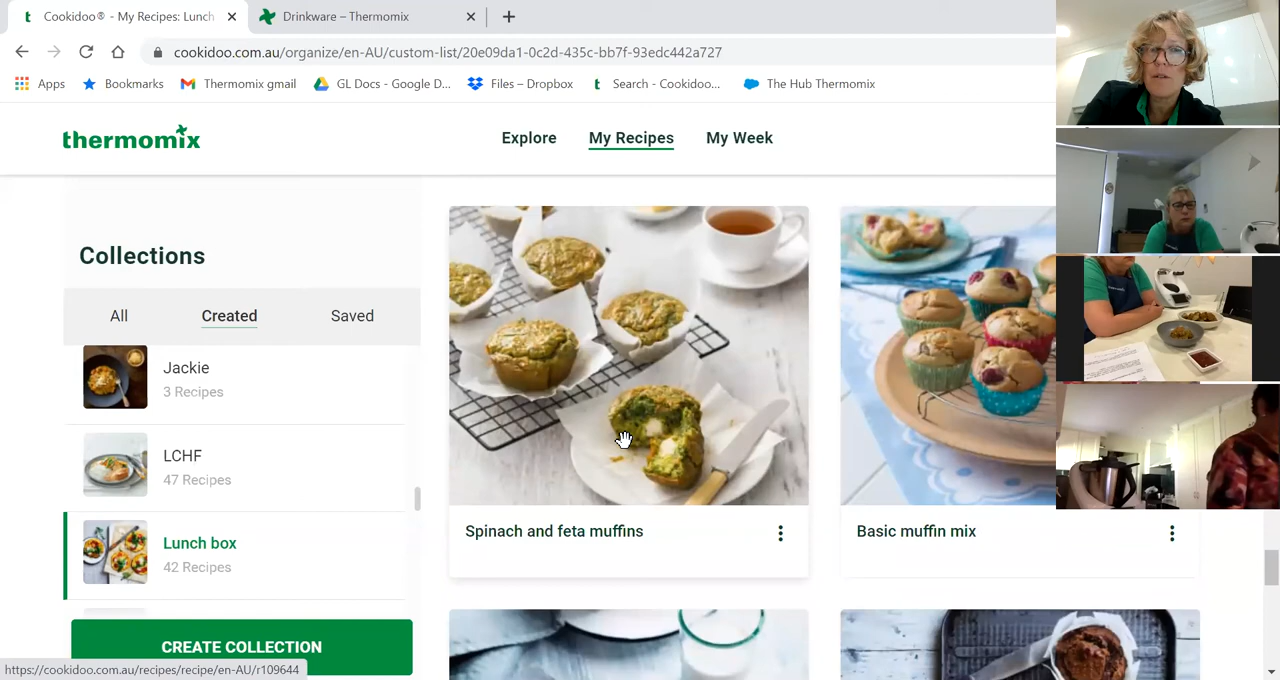 t Cookidoo® - My Recipes: Lunch
Drinkware – Thermomix
cookidoo.com.au/organize/en-AU/custom-list/20e09da1-0c2d-435c-bb7f-93edc442a727
Apps Bookmarks Thermomix gmail GL Docs - Google D... Files – Dropbox t Search - Cookidoo... The Hub Thermomix
thermomix
Explore My Recipes My Week
Collections
All Created Saved
Jackie
3 Recipes
LCHF
47 Recipes
Lunch box
42 Recipes
CREATE COLLECTION
Spinach and feta muffins
Basic muffin mix
https://cookidoo.com.au/recipes/recipe/en-AU/r109644